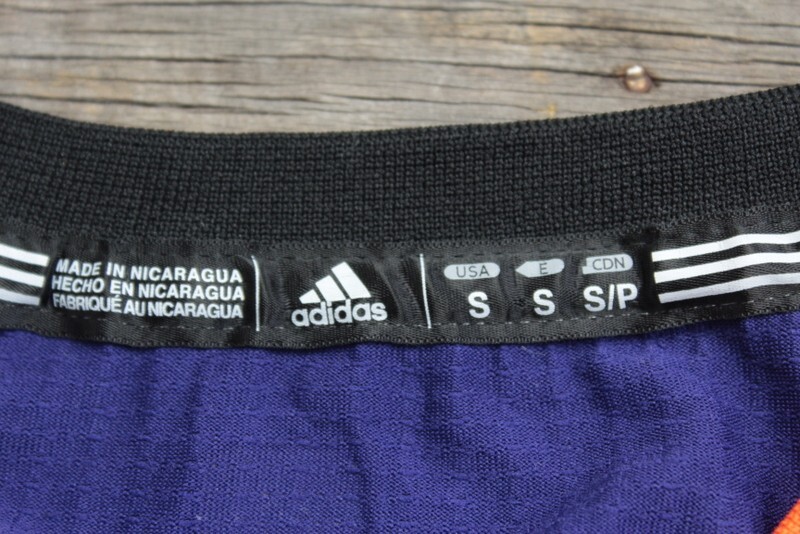 MADE IN NICARAGUA
HECHO EN NICARAGUA
FABRIQUÉ AU NICARAGUA
adidas
USA E CDN
S S S/P